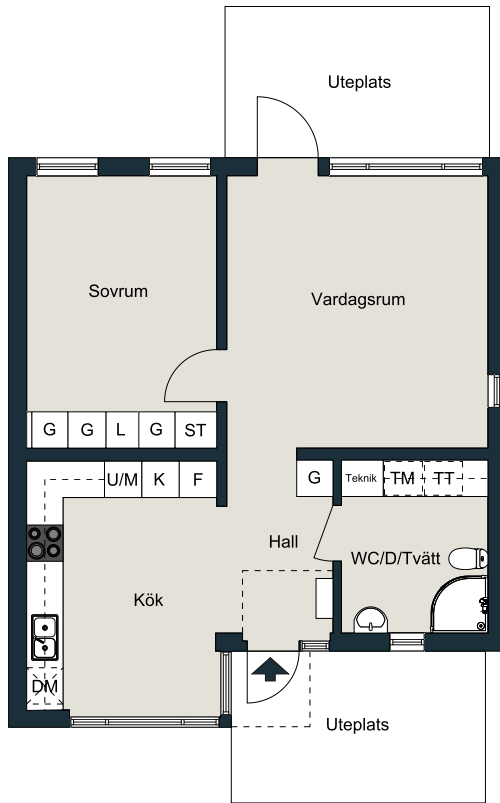 Uteplats
Sovrum
Vardagsrum
G G L G ST
U/M K F
G
Teknik TM TT
Hall
WC/D/Tvätt
Kök
DM
Uteplats